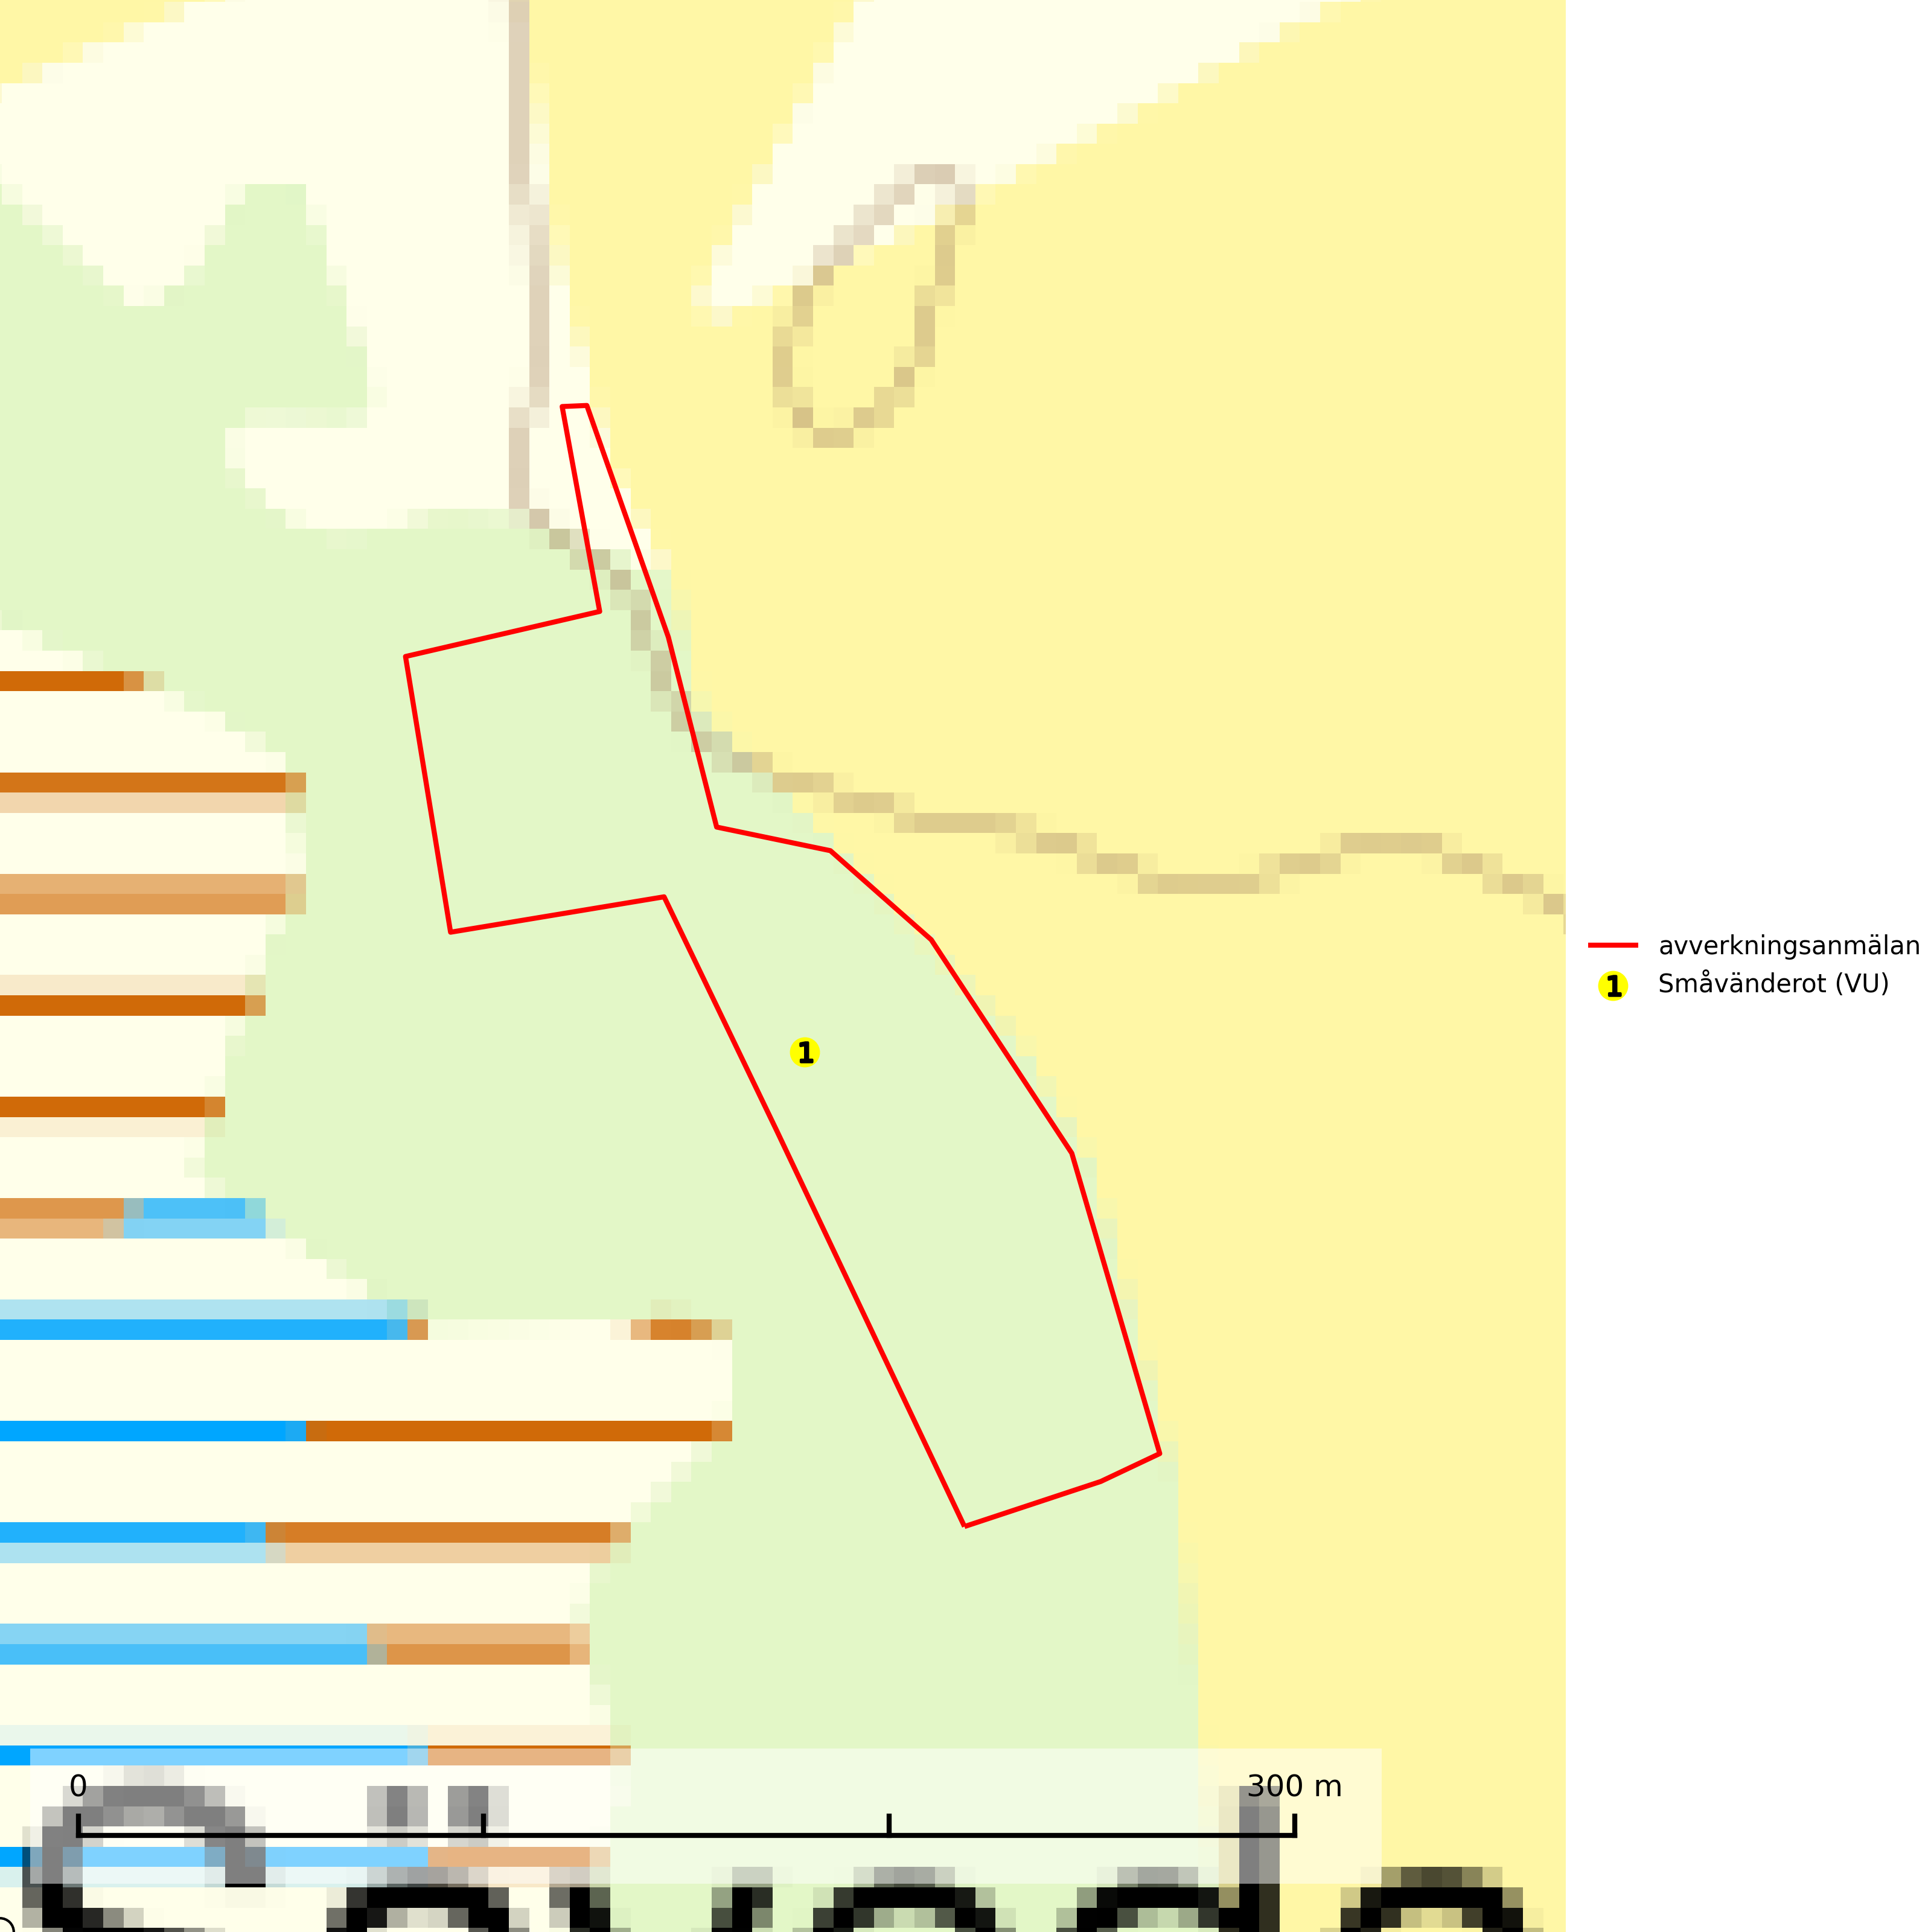 avverkningsanmälan
1 Småvänderot (VU)
1
0 300 m